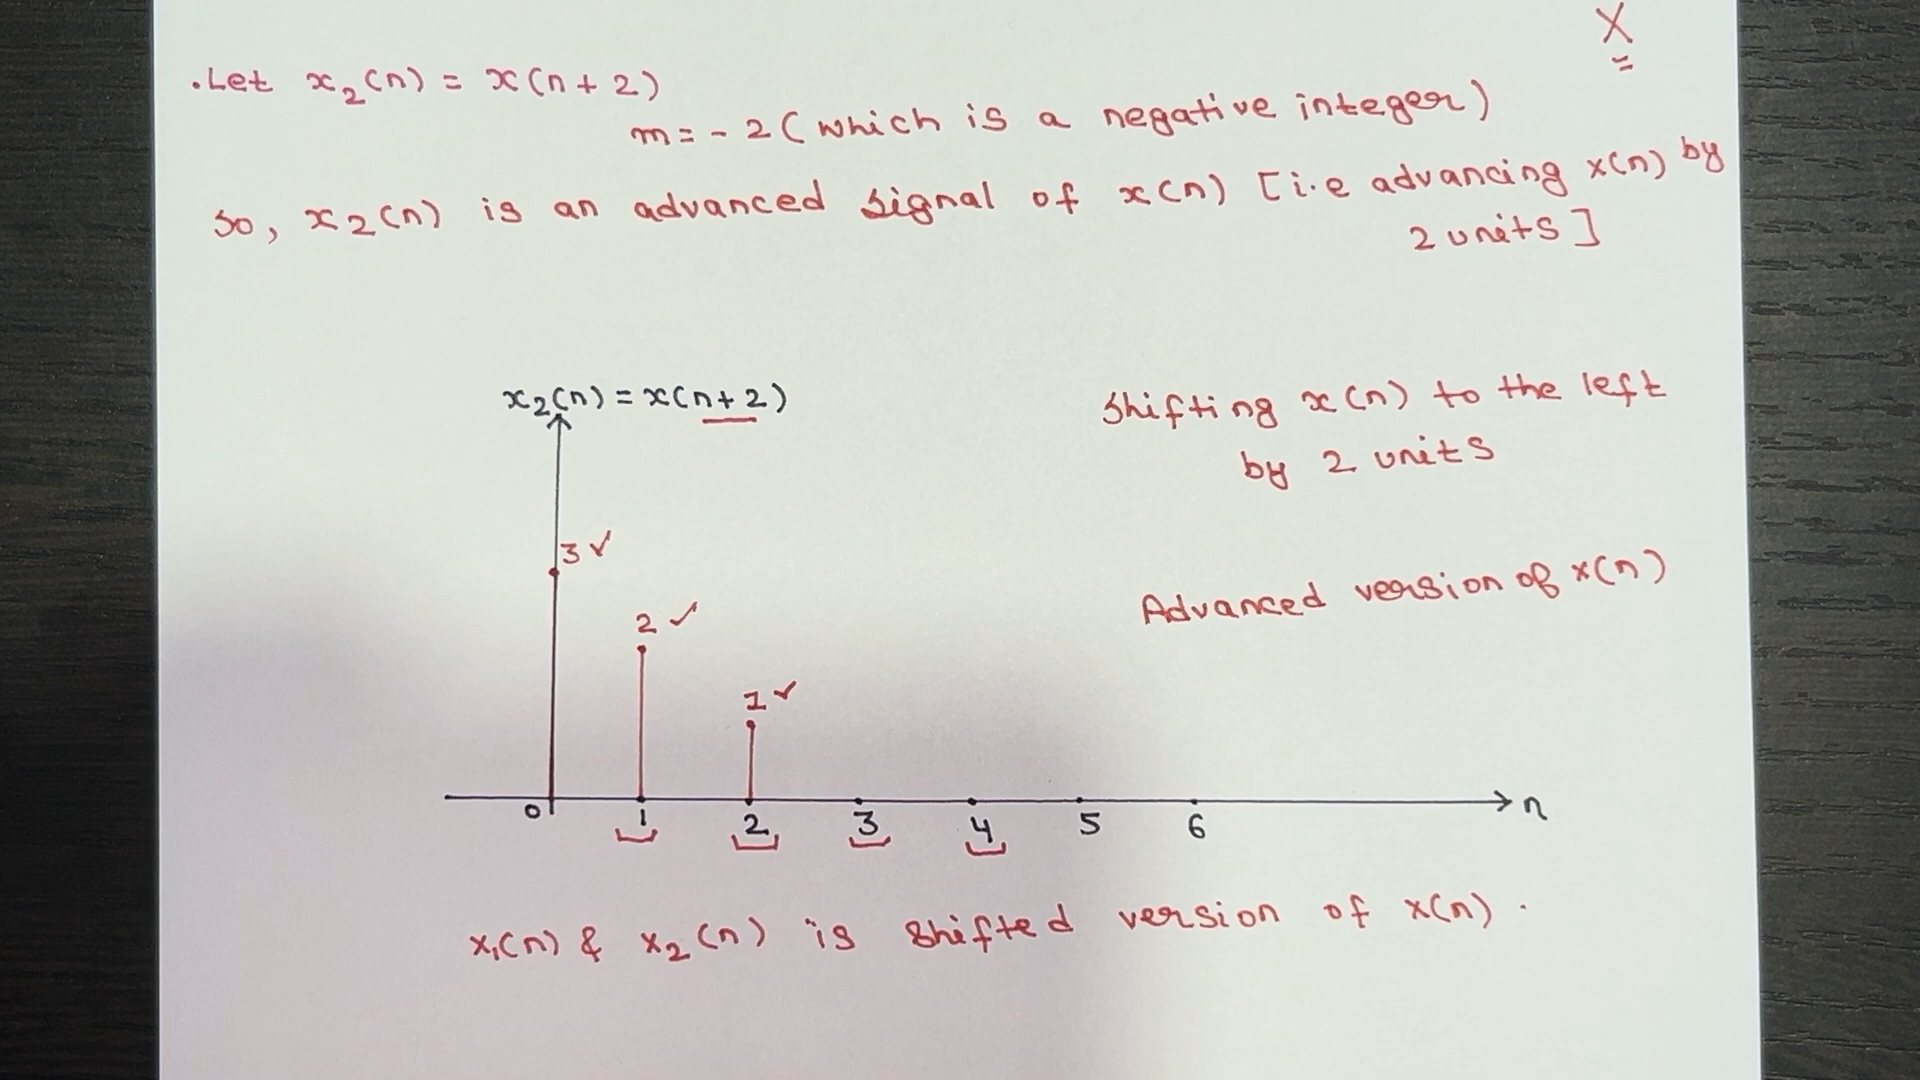 X
.Let x₂(n) = x(n+2)
m=-2 (which is a negative integer)
so, x₂(n) is an advanced signal of x(n) [i.e advancing x(n) by
2 units]
x₂(n) = x(n+2)
shifting x(n) to the left
by 2 units
3 ✓
Advanced version of x(n)
2 ✓
1 ✓
0 1 2 3 4 5 6 n
x₁(n) & x₂(n) is shifted version of x(n).